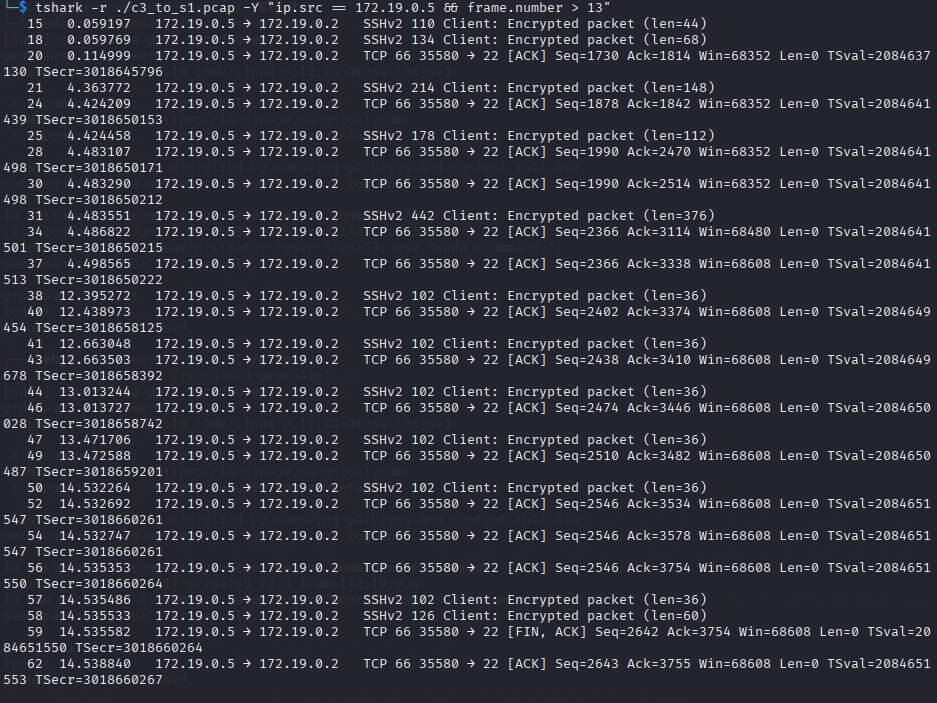 └─$ tshark -r ./c3_to_s1.pcap -Y "ip.src == 172.19.0.5 && frame.number > 13"
15 0.059197 172.19.0.5 → 172.19.0.2 SSHv2 110 Client: Encrypted packet (len=44)
18 0.059769 172.19.0.5 → 172.19.0.2 SSHv2 134 Client: Encrypted packet (len=68)
20 0.114999 172.19.0.5 → 172.19.0.2 TCP 66 35580 → 22 [ACK] Seq=1730 Ack=1814 Win=68352 Len=0 TSval=2084637
130 TSecr=3018645796
21 4.363772 172.19.0.5 → 172.19.0.2 SSHv2 214 Client: Encrypted packet (len=148)
24 4.424209 172.19.0.5 → 172.19.0.2 TCP 66 35580 → 22 [ACK] Seq=1878 Ack=1842 Win=68352 Len=0 TSval=2084641
439 TSecr=3018650153
25 4.424458 172.19.0.5 → 172.19.0.2 SSHv2 178 Client: Encrypted packet (len=112)
28 4.483107 172.19.0.5 → 172.19.0.2 TCP 66 35580 → 22 [ACK] Seq=1990 Ack=2470 Win=68352 Len=0 TSval=2084641
498 TSecr=3018650171
30 4.483290 172.19.0.5 → 172.19.0.2 TCP 66 35580 → 22 [ACK] Seq=1990 Ack=2514 Win=68352 Len=0 TSval=2084641
498 TSecr=3018650212
31 4.483551 172.19.0.5 → 172.19.0.2 SSHv2 442 Client: Encrypted packet (len=376)
34 4.486822 172.19.0.5 → 172.19.0.2 TCP 66 35580 → 22 [ACK] Seq=2366 Ack=3114 Win=68480 Len=0 TSval=2084641
501 TSecr=3018650215
37 4.498565 172.19.0.5 → 172.19.0.2 TCP 66 35580 → 22 [ACK] Seq=2366 Ack=3338 Win=68608 Len=0 TSval=2084641
513 TSecr=3018650222
38 12.395272 172.19.0.5 → 172.19.0.2 SSHv2 102 Client: Encrypted packet (len=36)
40 12.438973 172.19.0.5 → 172.19.0.2 TCP 66 35580 → 22 [ACK] Seq=2402 Ack=3374 Win=68608 Len=0 TSval=2084649
454 TSecr=3018658125
41 12.663048 172.19.0.5 → 172.19.0.2 SSHv2 102 Client: Encrypted packet (len=36)
43 12.663503 172.19.0.5 → 172.19.0.2 TCP 66 35580 → 22 [ACK] Seq=2438 Ack=3410 Win=68608 Len=0 TSval=2084649
678 TSecr=3018658392
44 13.013244 172.19.0.5 → 172.19.0.2 SSHv2 102 Client: Encrypted packet (len=36)
46 13.013727 172.19.0.5 → 172.19.0.2 TCP 66 35580 → 22 [ACK] Seq=2474 Ack=3446 Win=68608 Len=0 TSval=2084650
028 TSecr=3018658742
47 13.471706 172.19.0.5 → 172.19.0.2 SSHv2 102 Client: Encrypted packet (len=36)
49 13.472588 172.19.0.5 → 172.19.0.2 TCP 66 35580 → 22 [ACK] Seq=2510 Ack=3482 Win=68608 Len=0 TSval=2084650
487 TSecr=3018659201
50 14.532264 172.19.0.5 → 172.19.0.2 SSHv2 102 Client: Encrypted packet (len=36)
52 14.532692 172.19.0.5 → 172.19.0.2 TCP 66 35580 → 22 [ACK] Seq=2546 Ack=3534 Win=68608 Len=0 TSval=2084651
547 TSecr=3018660261
54 14.532747 172.19.0.5 → 172.19.0.2 TCP 66 35580 → 22 [ACK] Seq=2546 Ack=3578 Win=68608 Len=0 TSval=2084651
547 TSecr=3018660261
56 14.535353 172.19.0.5 → 172.19.0.2 TCP 66 35580 → 22 [ACK] Seq=2546 Ack=3754 Win=68608 Len=0 TSval=2084651
550 TSecr=3018660264
57 14.535486 172.19.0.5 → 172.19.0.2 SSHv2 102 Client: Encrypted packet (len=36)
58 14.535533 172.19.0.5 → 172.19.0.2 SSHv2 126 Client: Encrypted packet (len=60)
59 14.535582 172.19.0.5 → 172.19.0.2 TCP 66 35580 → 22 [FIN, ACK] Seq=2642 Ack=3754 Win=68608 Len=0 TSval=20
84651550 TSecr=3018660264
62 14.538840 172.19.0.5 → 172.19.0.2 TCP 66 35580 → 22 [ACK] Seq=2643 Ack=3755 Win=68608 Len=0 TSval=2084651
553 TSecr=3018660267